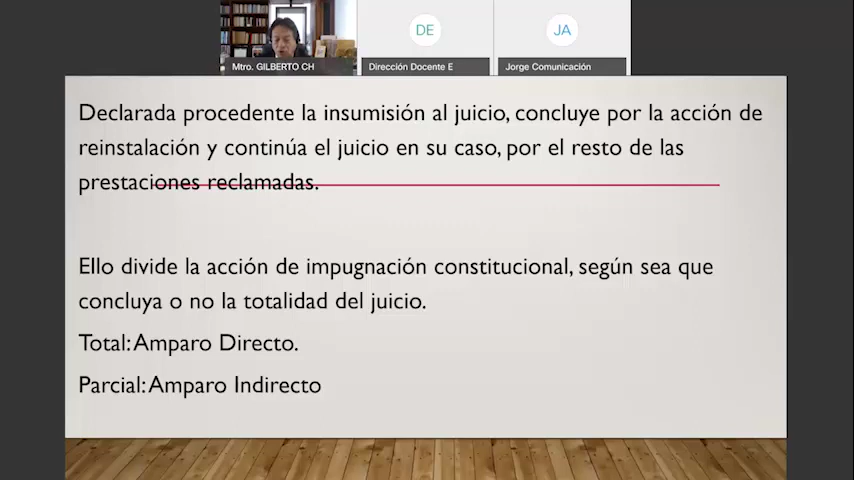 DE
JA
Mtro. GILBERTO CH
Dirección Docente E
Jorge Comunicación
Declarada procedente la insumisión al juicio, concluye por la acción de
reinstalación y continúa el juicio en su caso, por el resto de las
prestaciones reclamadas.
Ello divide la acción de impugnación constitucional, según sea que
concluya o no la totalidad del juicio.
Total: Amparo Directo.
Parcial: Amparo Indirecto